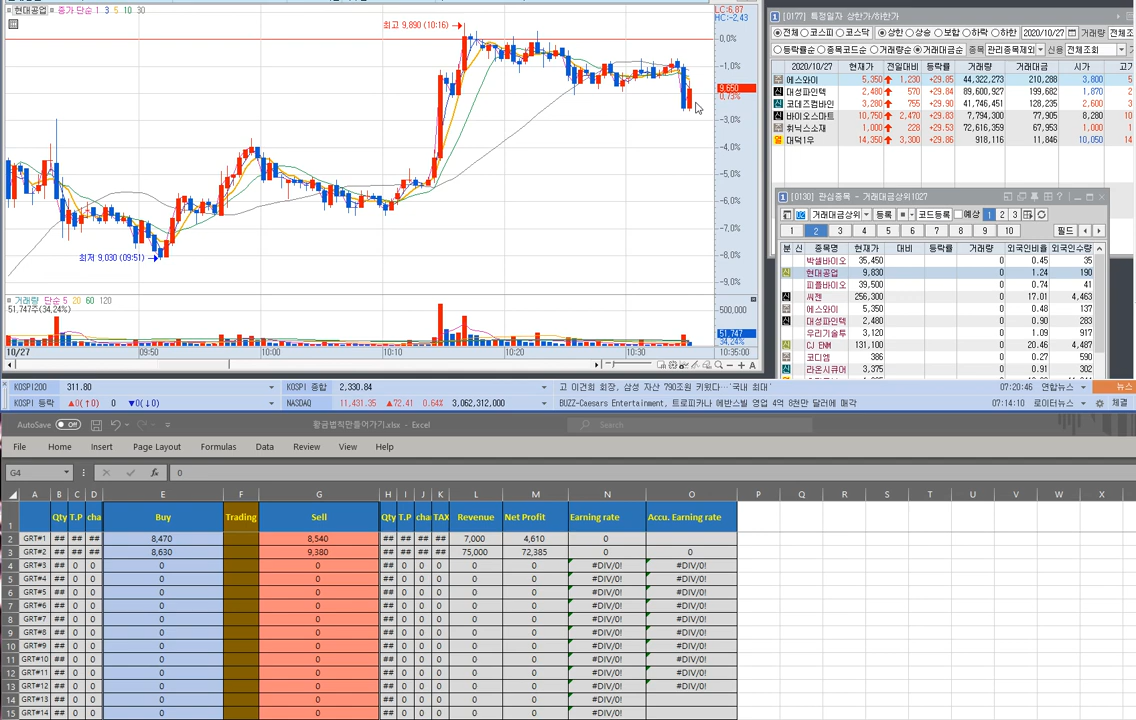 현대공업 종가 단순 1 3 5 10 30
LC:6.87
HC:-2.43
최고 9,890 (10:16)
0.0%
-1.0%
9,650
0.73%
-3.0%
-4.0%
-5.0%
-6.0%
-7.0%
-8.0%
-9.0%
최저 9,030 (09:51)
거래량 단순 5 20 60 120
51,747주(34,24%)
500,000
51,747
34,24%
10/27 09:50 10:00 10:10 10:20 10:30 10:35:00
[0177] 특정일자 상한가/하한가
전체 코스피 코스닥 상한 상승 보합 하락 하한 2020/10/27 거래량 전체조
등락률순 종목코드순 거래량순 거래대금순 종목 관리종목제외 신용 전체조회
2020/10/27 현재가 전일대비 등락률 거래량 거래대금 시가 고가
에스와이 5,350 1,230 +29.85 44,322,273 210,288 3,800 5
대성파인텍 2,480 570 +29.84 89,600,927 199,682 1,870 2
코데즈컴바인 3,280 755 +29.90 41,746,451 128,235 2,600 3
바이오스마트 10,750 2,470 +29.83 7,794,300 77,905 8,280 10
휘닉스소재 1,000 228 +29.53 72,616,359 67,953 1,000 1
대덕1우 14,350 3,300 +29.86 918,116 11,846 10,050 14
[0130] 관심종목 - 거래대금상위1027
거래대금상위 등록 코드등록 예상 1 2 3
1 2 3 4 5 6 7 8 9 10 필드
분 신 종목명 현재가 대비 등락률 거래량 외국인비율 외국인수량
박셀바이오 35,450 0 0.45 35
현대공업 9,830 0 1.24 190
피플바이오 39,500 0 0.74 41
씨젠 256,300 0 17.01 4,463
에스와이 5,350 0 0.48 137
대성파인텍 2,480 0 0.90 283
우리기술투 3,120 0 1.09 917
CJ ENM 131,100 0 20.46 4,487
코디엠 386 0 0.27 590
라온시큐어 3,375 0 0.91 302
KOSPI200 311.80 KOSPI 종합 2,330.84 고 이건희 회장, 삼성 자산 790조원 키웠다…'국내 최대' 07:20:46 연합뉴스 뉴스
KOSPI 등락 ▲0(↑0) 0 ▼0(↓0) NASDAQ 11,431.35 ▲72.41 0.64% 3,062,312,000 BUZZ-Caesars Entertainment, 트로피카나 에반스빌 영업 4억 8천만 달러에 매각 07:14:10 로이터뉴스 체결
AutoSave Off 황금법칙만들어가기.xlsx - Excel Search
File Home Insert Page Layout Formulas Data Review View Help
G4 fx 0
A B C D E F G H I J K L M N O P Q R S T U V W X
1 Qty T.P cha Buy Trading Sell Qty T.P cha TAX Revenue Net Profit Earning rate Accu. Earning rate
2 GRT#1 ## ## ## 8,470 8,540 ## ## ## ## 7,000 4,610 0
3 GRT#2 ## ## ## 8,630 9,380 ## ## ## ## 75,000 72,385 0 0
4 GRT#3 ## 0 0 0 0 ## 0 0 0 0 0 #DIV/0! #DIV/0!
5 GRT#4 ## 0 0 0 0 ## 0 0 0 0 0 #DIV/0! #DIV/0!
6 GRT#5 ## 0 0 0 0 ## 0 0 0 0 0 #DIV/0! #DIV/0!
7 GRT#6 ## 0 0 0 0 ## 0 0 0 0 0 #DIV/0! #DIV/0!
8 GRT#7 ## 0 0 0 0 ## 0 0 0 0 0 #DIV/0! #DIV/0!
9 GRT#8 ## 0 0 0 0 ## 0 0 0 0 0 #DIV/0! #DIV/0!
10 GRT#9 ## 0 0 0 0 ## 0 0 0 0 0 #DIV/0! #DIV/0!
11 GRT#10 ## 0 0 0 0 ## 0 0 0 0 0 #DIV/0! #DIV/0!
12 GRT#11 ## 0 0 0 0 ## 0 0 0 0 0 #DIV/0! #DIV/0!
13 GRT#12 ## 0 0 0 0 ## 0 0 0 0 0 #DIV/0! #DIV/0!
14 GRT#13 ## 0 0 0 0 ## 0 0 0 0 0 #DIV/0!
15 GRT#14 ## 0 0 0 0 ## 0 0 0 0 0 #DIV/0!